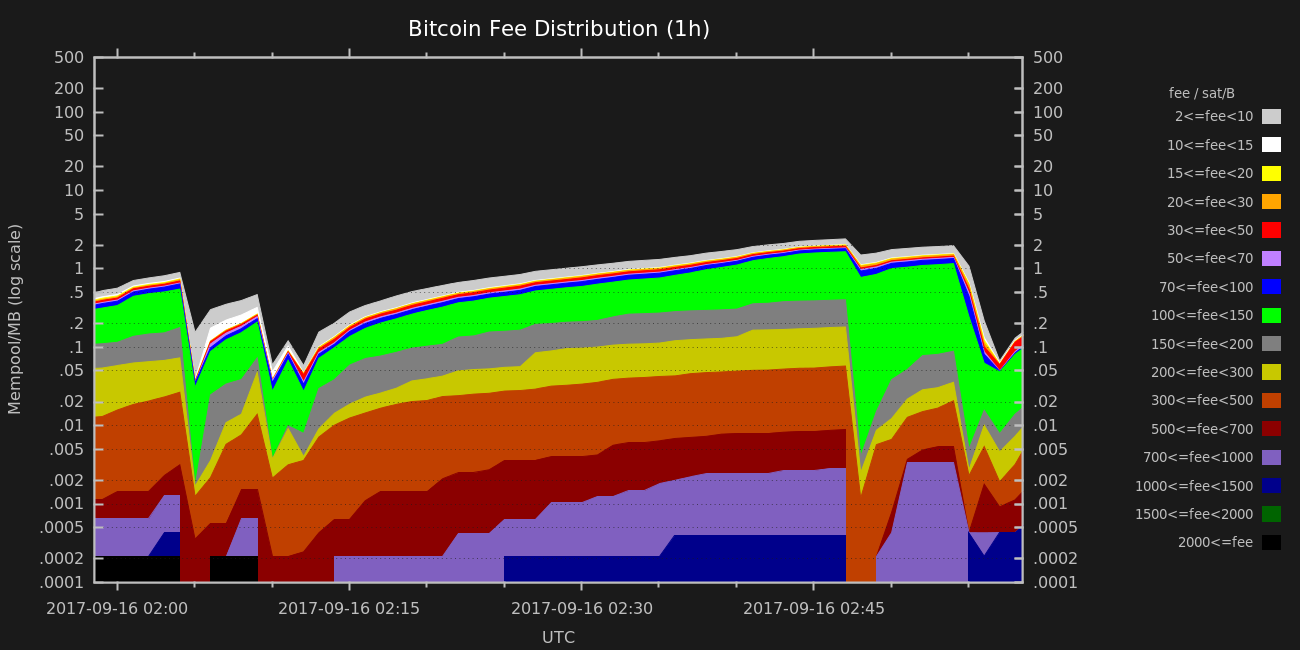 Bitcoin Fee Distribution (1h)
Mempool/MB (log scale)
500
200
100
50
20
10
5
2
1
.5
.2
.1
.05
.02
.01
.005
.002
.001
.0005
.0002
.0001
500
200
100
50
20
10
5
2
1
.5
.2
.1
.05
.02
.01
.005
.002
.001
.0005
.0002
.0001
2017-09-16 02:00
2017-09-16 02:15
2017-09-16 02:30
2017-09-16 02:45
UTC
fee / sat/B
2<=fee<10
10<=fee<15
15<=fee<20
20<=fee<30
30<=fee<50
50<=fee<70
70<=fee<100
100<=fee<150
150<=fee<200
200<=fee<300
300<=fee<500
500<=fee<700
700<=fee<1000
1000<=fee<1500
1500<=fee<2000
2000<=fee